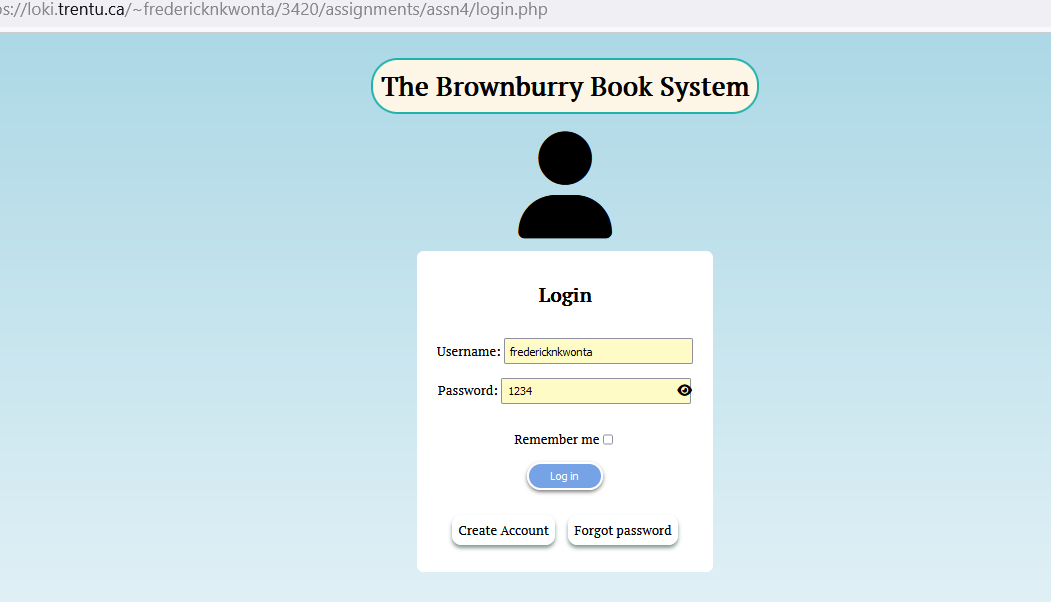 s://loki.trentu.ca/~fredericknkwonta/3420/assignments/assn4/login.php
The Brownburry Book System
Login
Username: fredericknkwonta
Password: 1234
Remember me
Log in
Create Account Forgot password